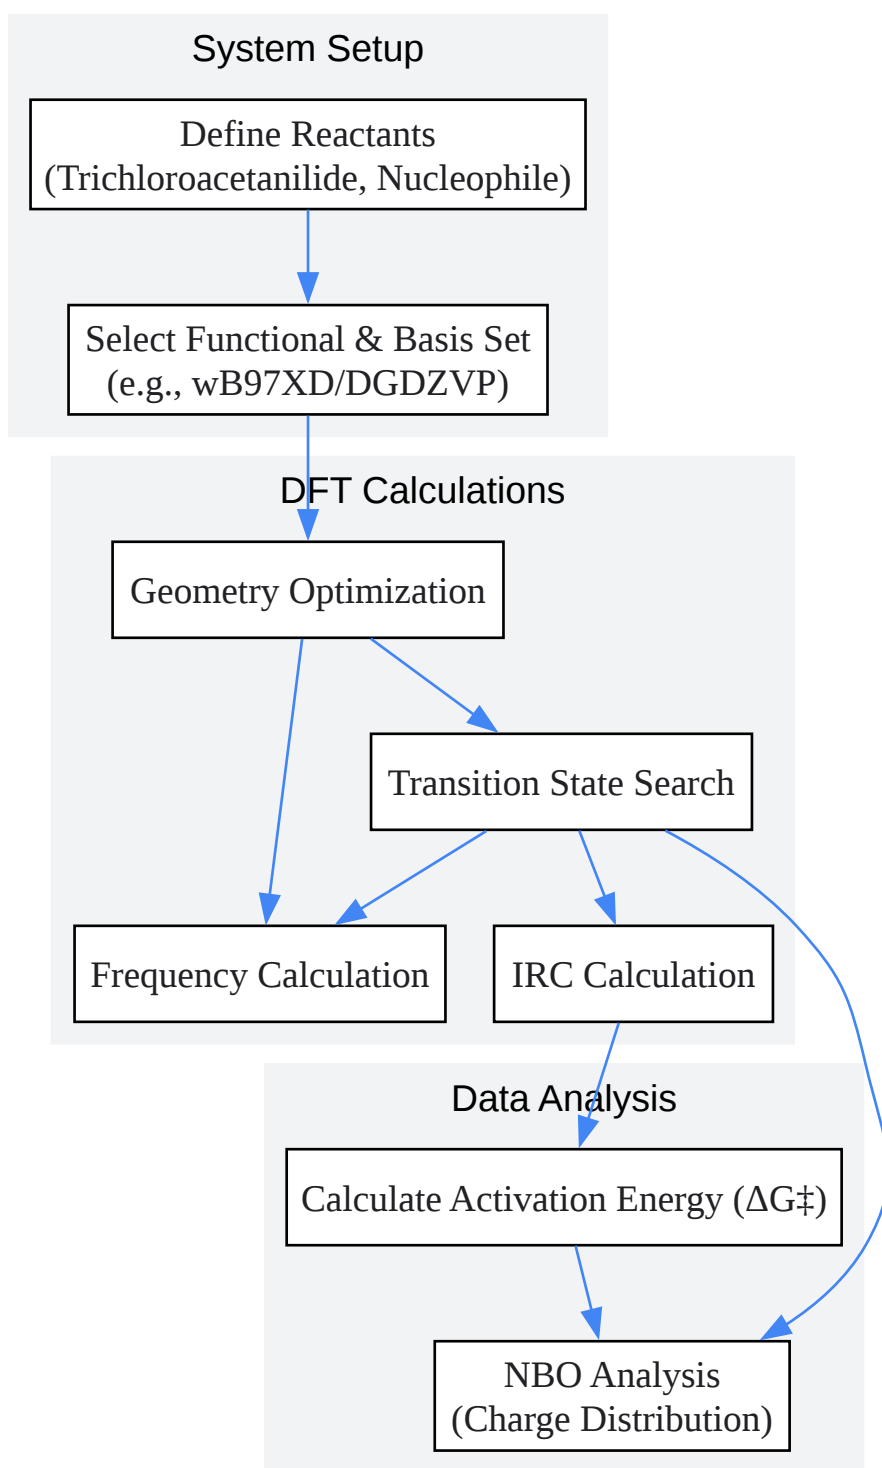 System Setup
Define Reactants
(Trichloroacetanilide, Nucleophile)
Select Functional & Basis Set
(e.g., wB97XD/DGDZVP)
DFT Calculations
Geometry Optimization
Transition State Search
Frequency Calculation
IRC Calculation
Data Analysis
Calculate Activation Energy (ΔG‡)
NBO Analysis
(Charge Distribution)